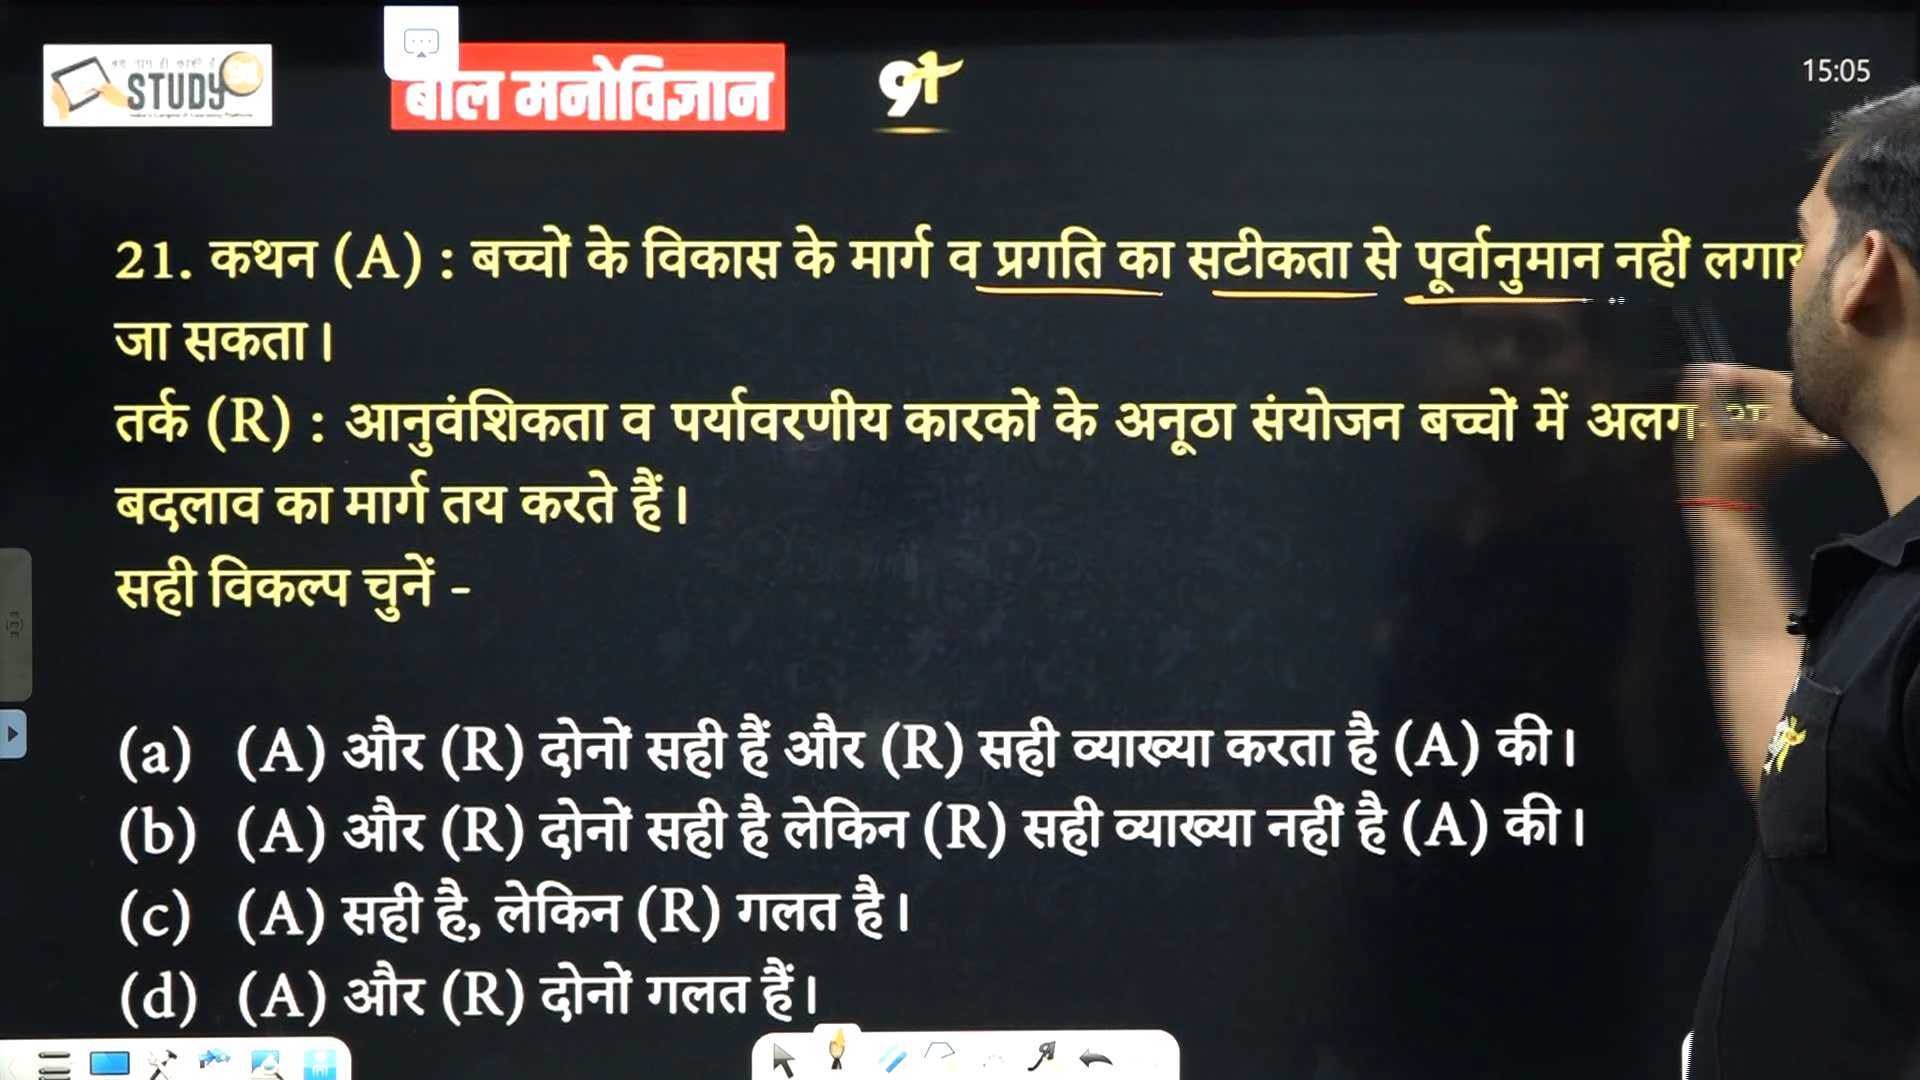 STUDY
बाल मनोविज्ञान
15:05
21. कथन (A) : बच्चों के विकास के मार्ग व प्रगति का सटीकता से पूर्वानुमान नहीं
जा सकता।
तर्क (R) : आनुवंशिकता व पर्यावरणीय कारकों के अनूठा संयोजन बच्चों में अलग
बदलाव का मार्ग तय करते हैं।
सही विकल्प चुनें -
(a) (A) और (R) दोनों सही हैं और (R) सही व्याख्या करता है (A) की।
(b) (A) और (R) दोनों सही है लेकिन (R) सही व्याख्या नहीं है (A) की।
(c) (A) सही है, लेकिन (R) गलत है।
(d) (A) और (R) दोनों गलत हैं।